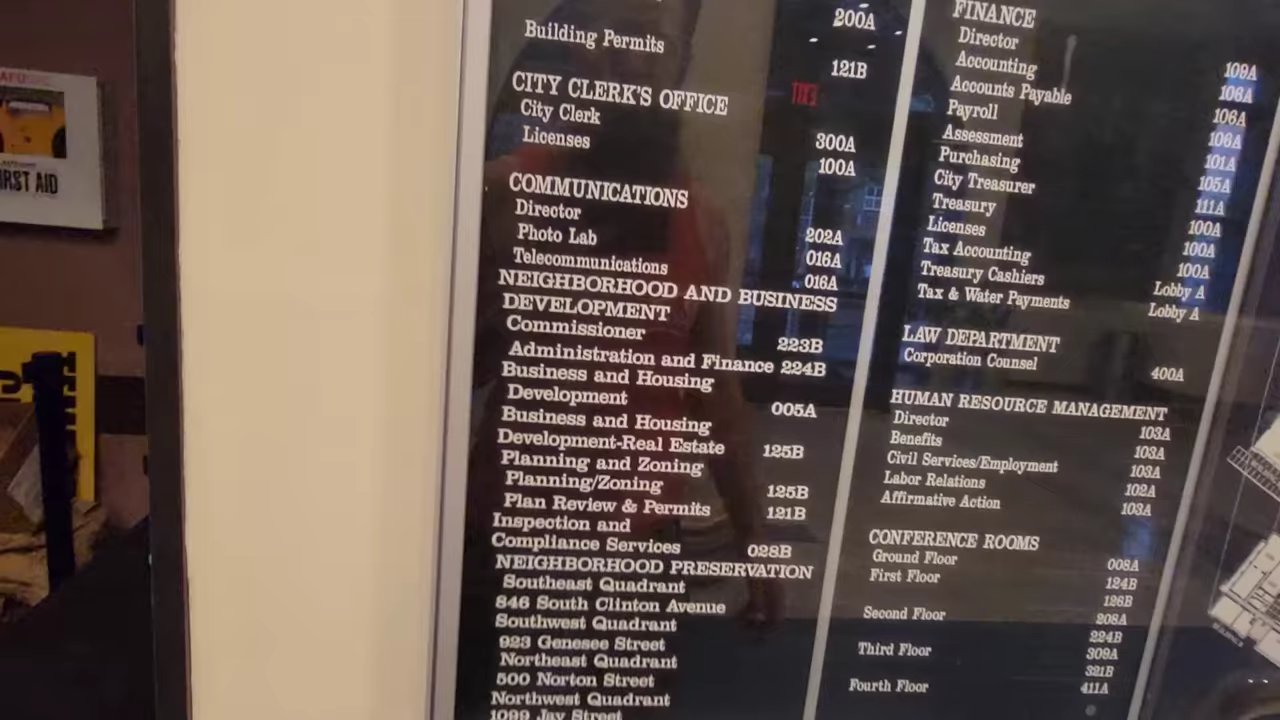 FIRST AID
200A
Building Permits 121B
CITY CLERK'S OFFICE
City Clerk 300A
Licenses 100A
COMMUNICATIONS
Director 202A
Photo Lab 016A
Telecommunications 016A
NEIGHBORHOOD AND BUSINESS
DEVELOPMENT
Commissioner 223B
Administration and Finance 224B
Business and Housing
Development 005A
Business and Housing
Development-Real Estate 125B
Planning and Zoning
Planning/Zoning 125B
Plan Review & Permits 121B
Inspection and
Compliance Services 028B
NEIGHBORHOOD PRESERVATION
Southeast Quadrant
846 South Clinton Avenue
Southwest Quadrant
923 Genesee Street
Northeast Quadrant
500 Norton Street
Northwest Quadrant
1099 Jay Street
FINANCE
Director 109A
Accounting 106A
Accounts Payable 106A
Payroll 106A
Assessment 101A
Purchasing 105A
City Treasurer 111A
Treasury 100A
Licenses 100A
Tax Accounting 100A
Treasury Cashiers Lobby A
Tax & Water Payments Lobby A
LAW DEPARTMENT
Corporation Counsel 400A
HUMAN RESOURCE MANAGEMENT
Director 103A
Benefits 103A
Civil Services/Employment 103A
Labor Relations 102A
Affirmative Action 103A
CONFERENCE ROOMS
Ground Floor 008A
First Floor 124B
126B
Second Floor 208A
224B
Third Floor 309A
321B
Fourth Floor 411A